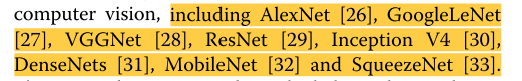 computer vision, including AlexNet [26], GoogleLeNet
[27], VGGNet [28], ResNet [29], Inception V4 [30],
DenseNets [31], MobileNet [32] and SqueezeNet [33].